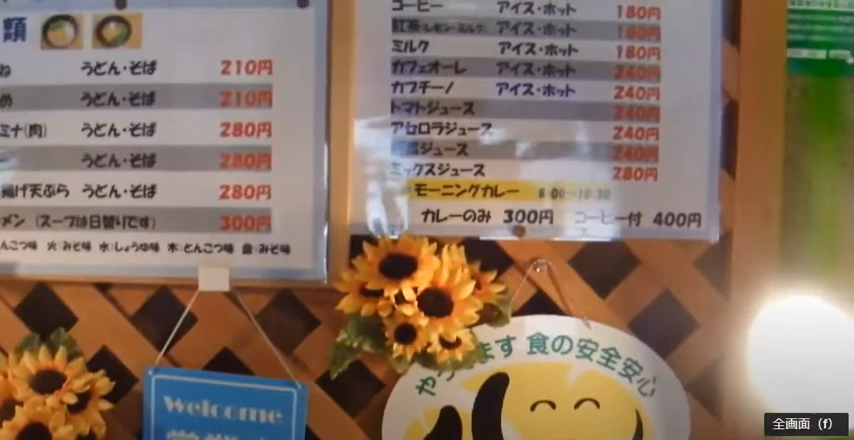 類
ね うどん・そば 210円
め うどん・そば 210円
ミナ(肉) うどん・そば 280円
ー うどん・そば 280円
揚げ天ぷら うどん・そば 280円
メン (スープは日替りです) 300円
んこつ味 火:みそ味 水:しょうゆ味 木:とんこつ味 金:みそ味
コーヒー アイス・ホット 180円
紅茶(レモン・ミルク) アイス・ホット 180円
ミルク アイス・ホット 180円
カフェオーレ アイス・ホット 240円
カプチーノ アイス・ホット 240円
トマトジュース 240円
アセロラジュース 240円
ジュース 240円
ミックスジュース 280円
モーニングカレー 8:00~10:30
カレーのみ 300円 コーヒー付 400円
Welcome
ます 食の安全安心
全画面 (f)